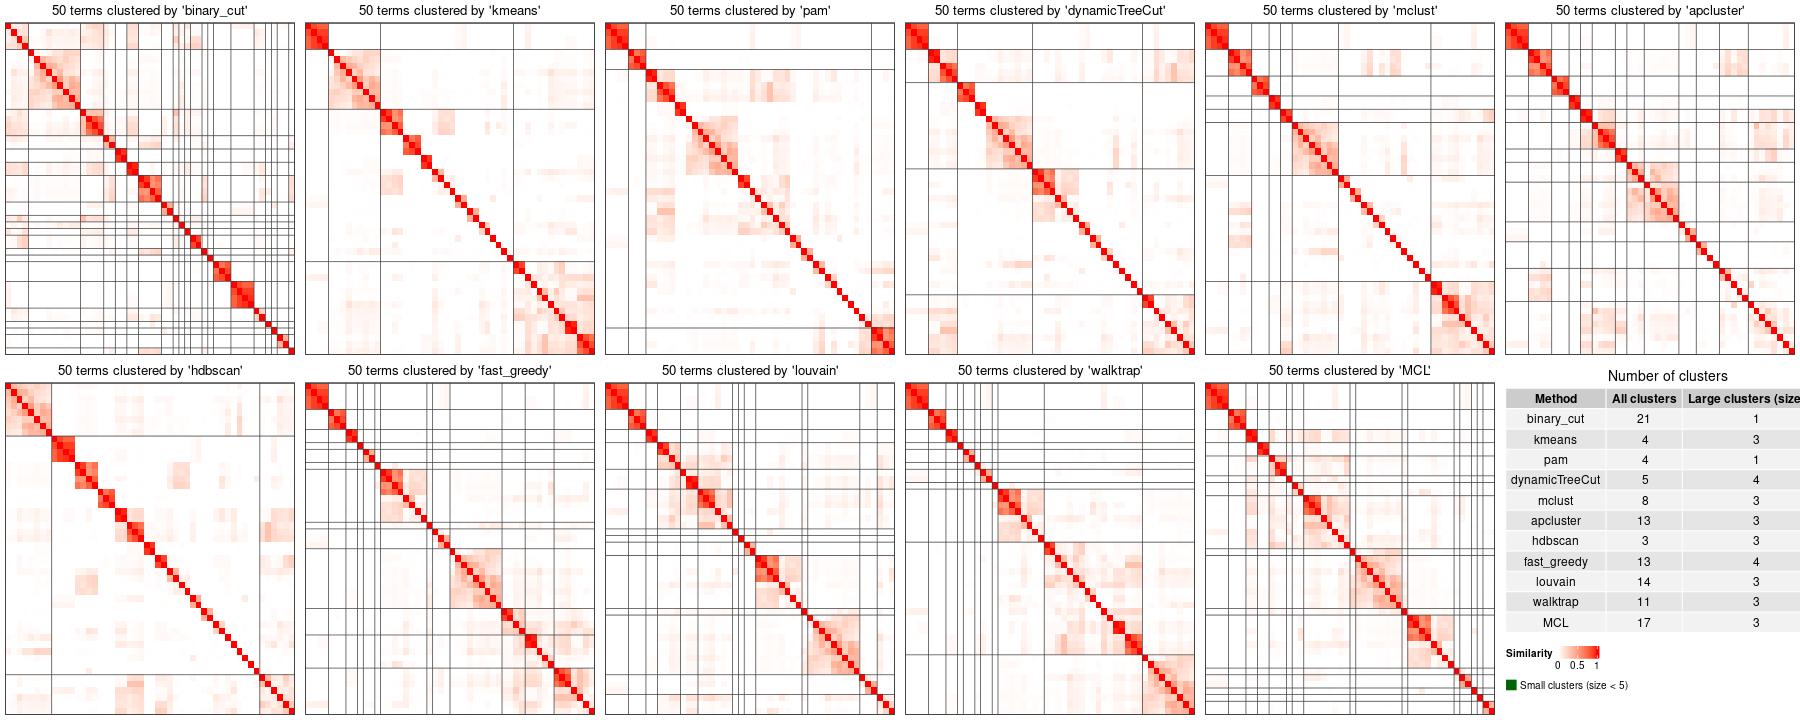 50 terms clustered by 'binary_cut'
50 terms clustered by 'kmeans'
50 terms clustered by 'pam'
50 terms clustered by 'dynamicTreeCut'
50 terms clustered by 'mclust'
50 terms clustered by 'apcluster'
50 terms clustered by 'hdbscan'
50 terms clustered by 'fast_greedy'
50 terms clustered by 'louvain'
50 terms clustered by 'walktrap'
50 terms clustered by 'MCL'
Number of clusters
Method All clusters Large clusters (size
binary_cut 21 1
kmeans 4 3
pam 4 1
dynamicTreeCut 5 4
mclust 8 3
apcluster 13 3
hdbscan 3 3
fast_greedy 13 4
louvain 14 3
walktrap 11 3
MCL 17 3
Similarity
0 0.5 1
Small clusters (size < 5)